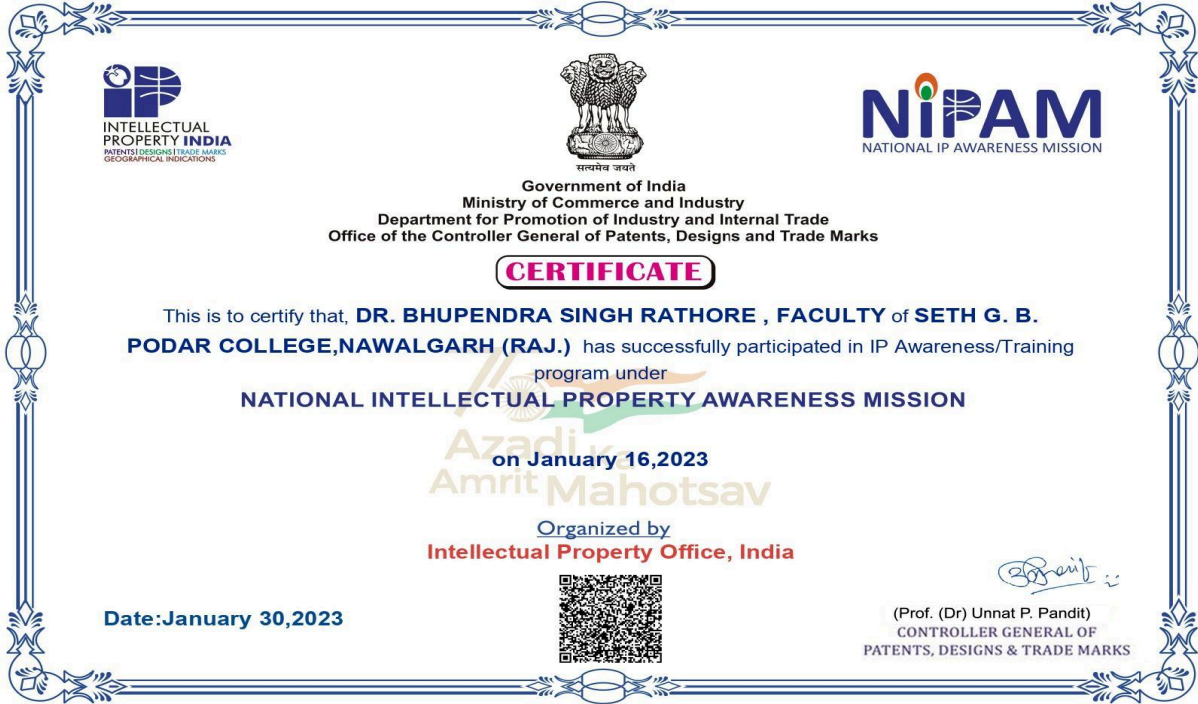 INTELLECTUAL
PROPERTY INDIA
PATENTS | DESIGNS | TRADE MARKS
GEOGRAPHICAL INDICATIONS
सत्यमेव जयते
NiPAM
NATIONAL IP AWARENESS MISSION
Government of India
Ministry of Commerce and Industry
Department for Promotion of Industry and Internal Trade
Office of the Controller General of Patents, Designs and Trade Marks
CERTIFICATE
This is to certify that, DR. BHUPENDRA SINGH RATHORE , FACULTY of SETH G. B.
PODAR COLLEGE,NAWALGARH (RAJ.) has successfully participated in IP Awareness/Training
program under
NATIONAL INTELLECTUAL PROPERTY AWARENESS MISSION
Azadi Ka
Amrit Mahotsav
on January 16,2023
Organized by
Intellectual Property Office, India
Date:January 30,2023
(Prof. (Dr) Unnat P. Pandit)
CONTROLLER GENERAL OF
PATENTS, DESIGNS & TRADE MARKS